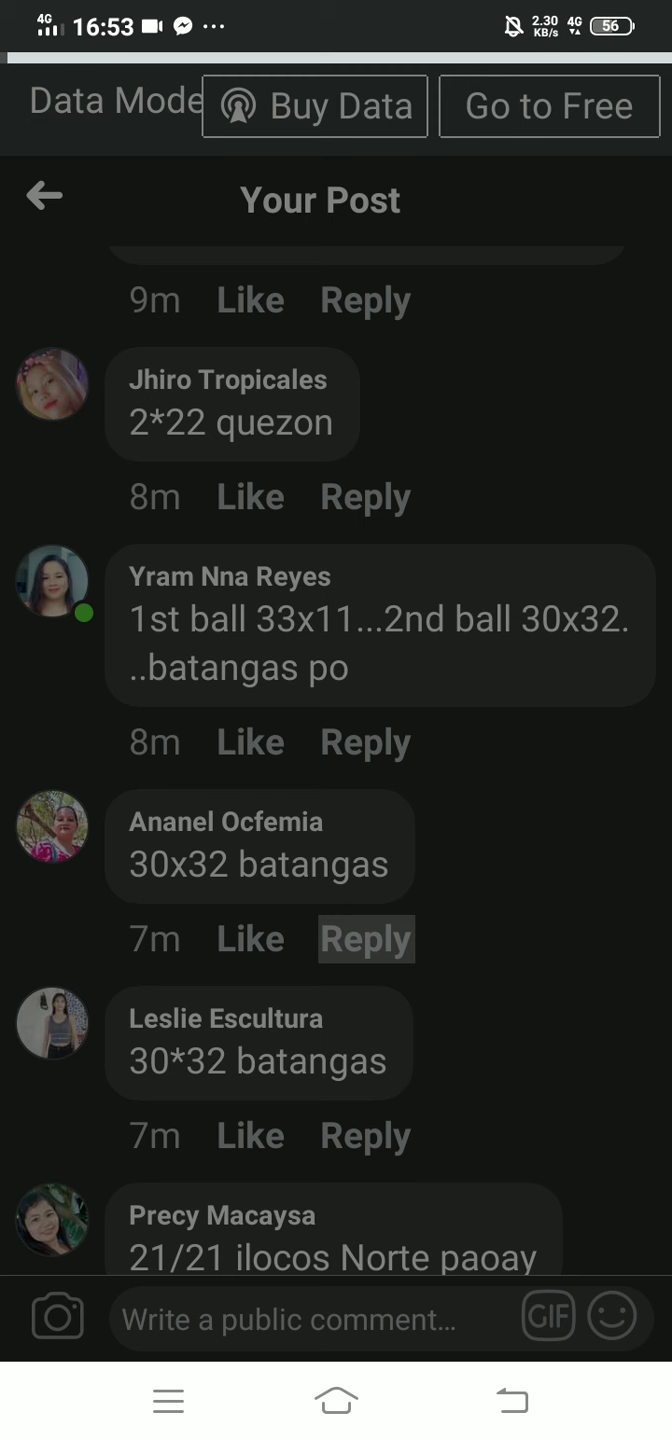 4G 16:53 ... 2.30 KB/s 4G 56
Data Mode Buy Data Go to Free
Your Post
9m Like Reply
Jhiro Tropicales
2*22 quezon
8m Like Reply
Yram Nna Reyes
1st ball 33x11...2nd ball 30x32.
..batangas po
8m Like Reply
Ananel Ocfemia
30x32 batangas
7m Like Reply
Leslie Escultura
30*32 batangas
7m Like Reply
Precy Macaysa
21/21 ilocos Norte paoay
Write a public comment... GIF